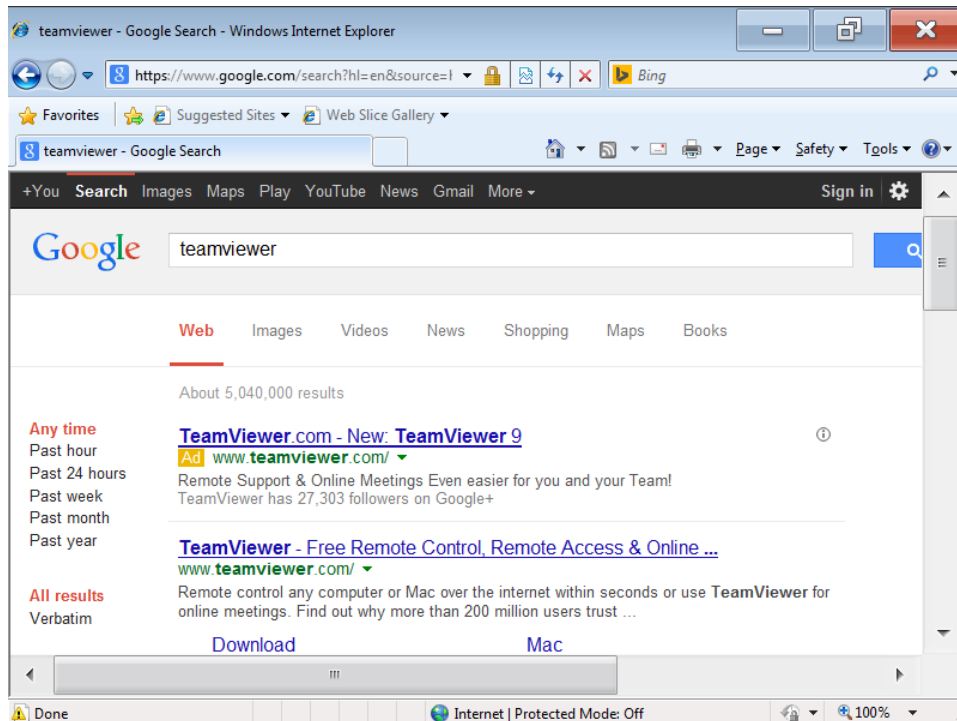 teamviewer - Google Search - Windows Internet Explorer
https://www.google.com/search?hl=en&source=
Bing
Favorites Suggested Sites Web Slice Gallery
teamviewer - Google Search
Page Safety Tools
+You Search Images Maps Play YouTube News Gmail More Sign in
Google teamviewer
Web Images Videos News Shopping Maps Books
About 5,040,000 results
Any time
Past hour
Past 24 hours
Past week
Past month
Past year
All results
Verbatim
TeamViewer.com - New: TeamViewer 9
Ad www.teamviewer.com/
Remote Support & Online Meetings Even easier for you and your Team!
TeamViewer has 27,303 followers on Google+
TeamViewer - Free Remote Control, Remote Access & Online ...
www.teamviewer.com/
Remote control any computer or Mac over the internet within seconds or use TeamViewer for
online meetings. Find out why more than 200 million users trust ...
Download Mac
Done Internet | Protected Mode: Off 100%